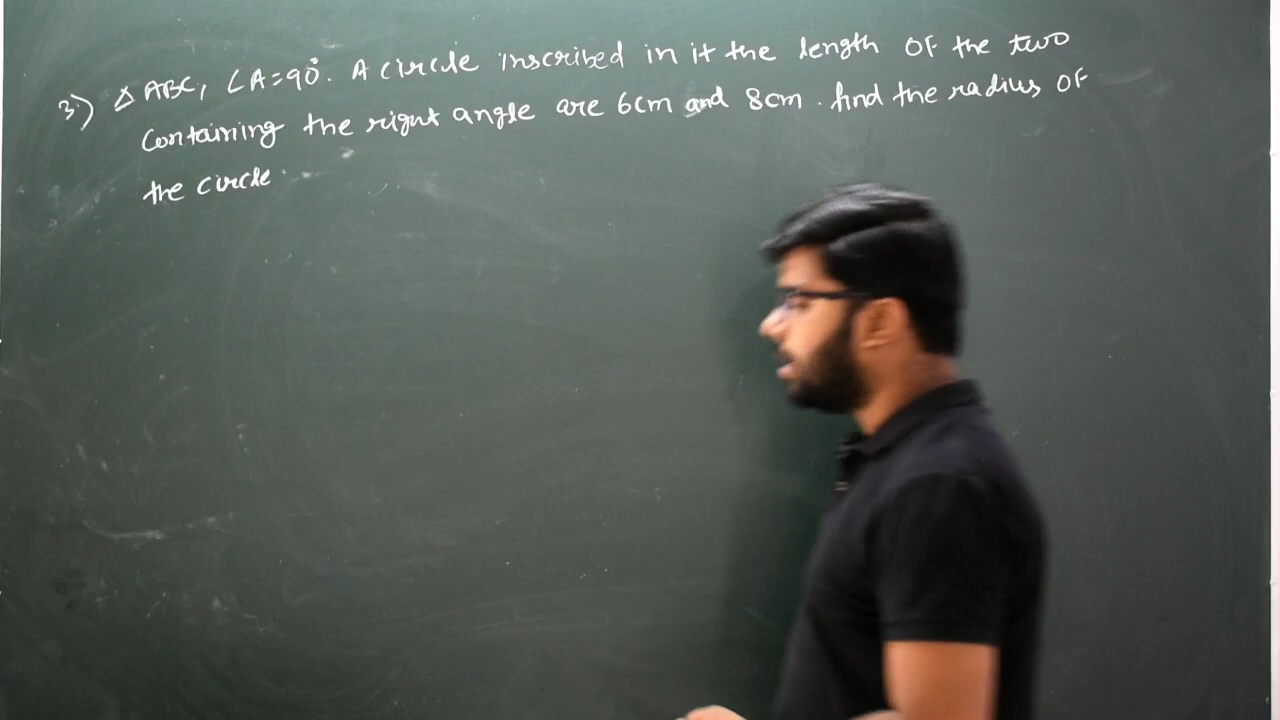 3.) △ ABC, ∠A=90°. A circle inscribed in it the length OF the two
Containing the right angle are 6cm and 8cm . find the radius OF
the circle.